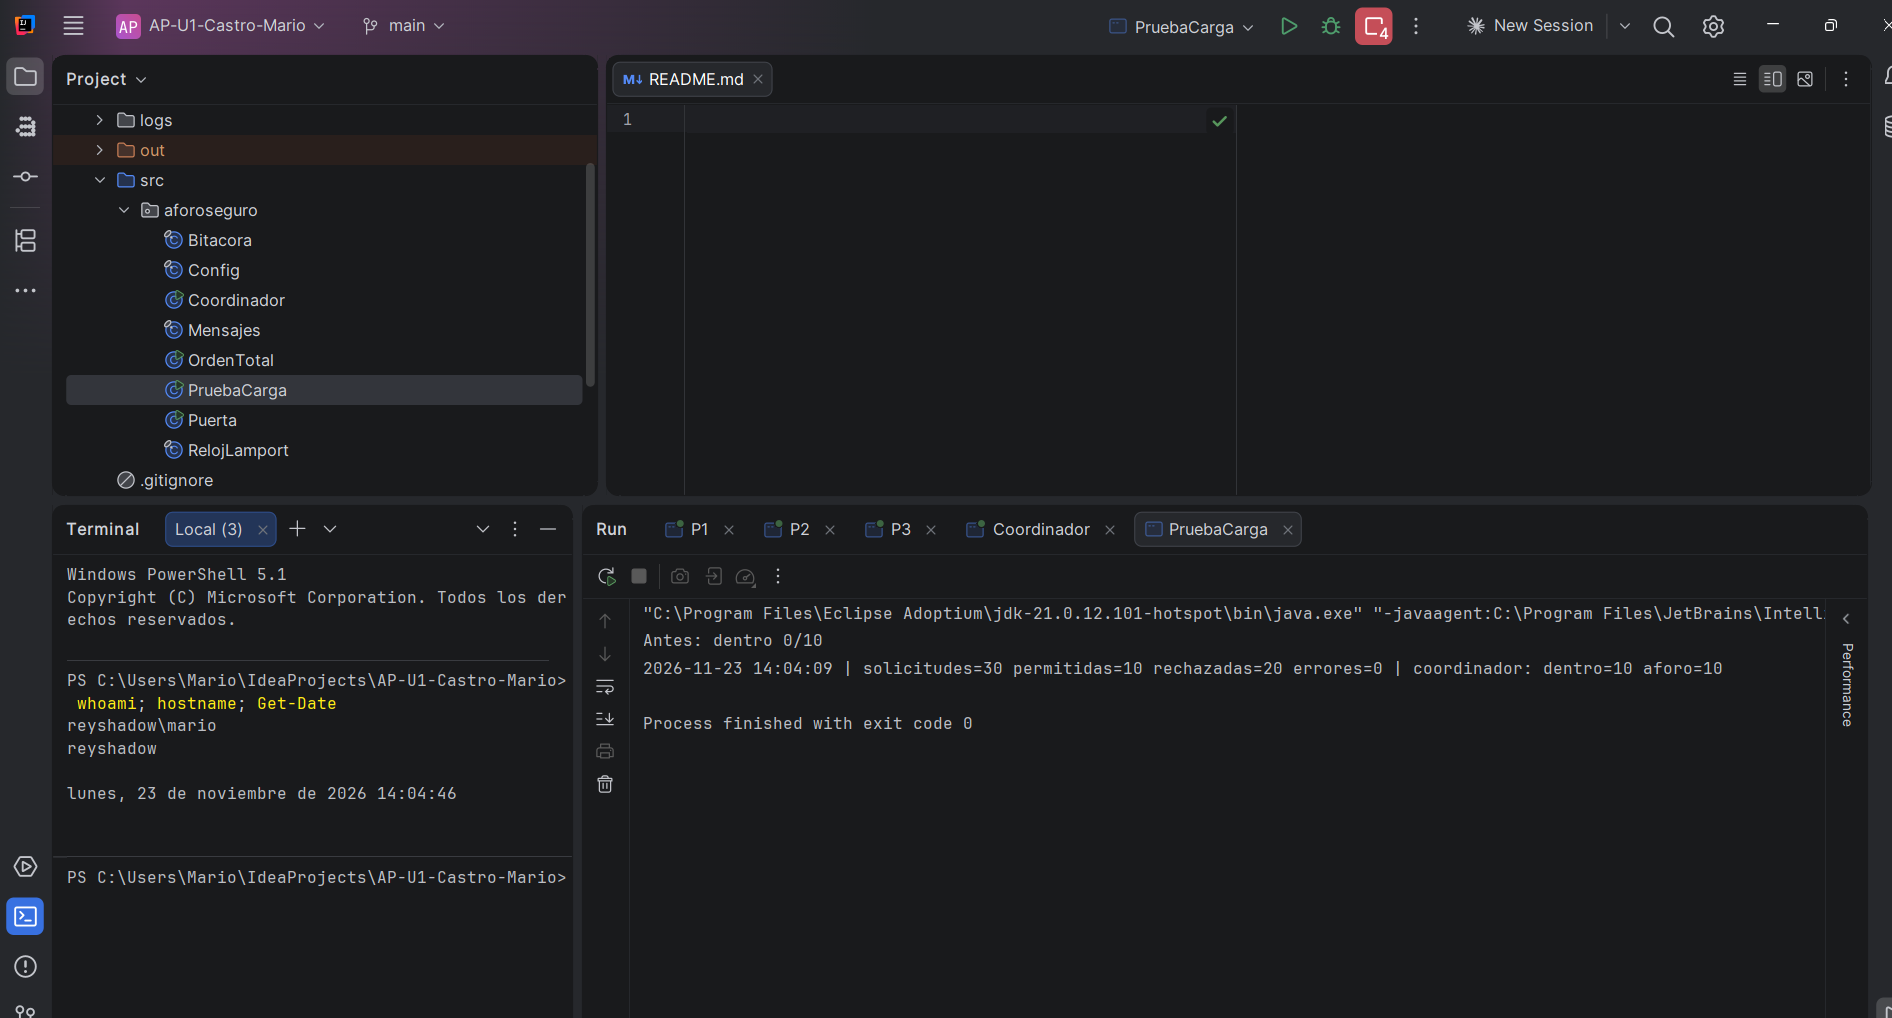 AP AP-U1-Castro-Mario main PruebaCarga 4 New Session
Project
logs
out
src
aforoseguro
Bitacora
Config
Coordinador
Mensajes
OrdenTotal
PruebaCarga
Puerta
RelojLamport
.gitignore
M↓ README.md
1
Terminal Local (3)
Windows PowerShell 5.1
Copyright (C) Microsoft Corporation. Todos los der
echos reservados.
PS C:\Users\Mario\IdeaProjects\AP-U1-Castro-Mario>
whoami; hostname; Get-Date
reyshadow\mario
reyshadow
lunes, 23 de noviembre de 2026 14:04:46
PS C:\Users\Mario\IdeaProjects\AP-U1-Castro-Mario>
Run P1 P2 P3 Coordinador PruebaCarga
"C:\Program Files\Eclipse Adoptium\jdk-21.0.12.101-hotspot\bin\java.exe" "-javaagent:C:\Program Files\JetBrains\Intell
Antes: dentro 0/10
2026-11-23 14:04:09 | solicitudes=30 permitidas=10 rechazadas=20 errores=0 | coordinador: dentro=10 aforo=10
Process finished with exit code 0
Performance